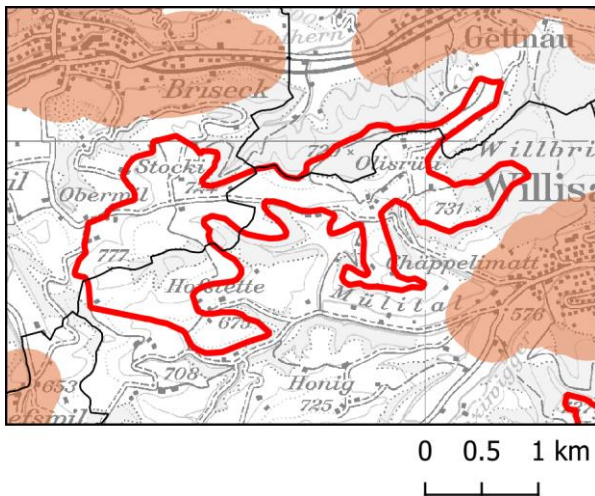 Luthern
Gettnau
Briseck
Stocki
Olisrüti
Willbri
Obermil
Willisa
731
777
Chäppelimatt
Hofstette
Mülital
576
675
708
Honig
653
725
0 0.5 1 km